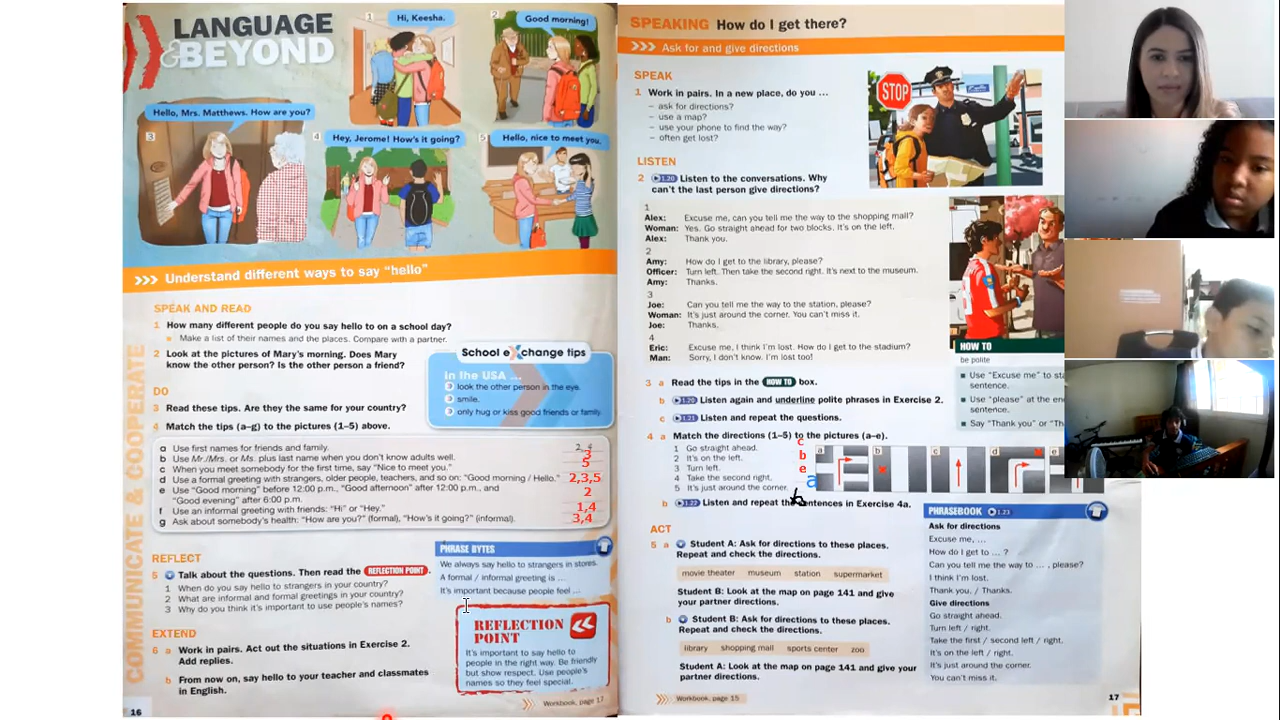 LANGUAGE
& BEYOND
1
Hi, Keesha.
2
Good morning!
Hello, Mrs. Matthews. How are you?
3
4
Hey, Jerome! How's it going?
5
Hello, nice to meet you.
>>> Understand different ways to say "hello"
COMMUNICATE & COOPERATE
SPEAK AND READ
1 How many different people do you say hello to on a school day?
Make a list of their names and the places. Compare with a partner.
2 Look at the pictures of Mary's morning. Does Mary
know the other person? Is the other person a friend?
School eXchange tips
In the USA ...
look the other person in the eye.
smile.
only hug or kiss good friends or family.
DO
3 Read these tips. Are they the same for your country?
4 Match the tips (a–g) to the pictures (1–5) above.
a Use first names for friends and family. 2, 4
b Use Mr./Mrs. or Ms. plus last name when you don't know adults well. 3
c When you meet somebody for the first time, say "Nice to meet you." 5
d Use a formal greeting with strangers, older people, teachers, and so on: "Good morning / Hello." 2,3,5
e Use "Good morning" before 12:00 p.m., "Good afternoon" after 12:00 p.m., and
"Good evening" after 6:00 p.m. 2
f Use an informal greeting with friends: "Hi" or "Hey." 1,4
g Ask about somebody's health: "How are you?" (formal), "How's it going?" (informal). 3,4
REFLECT
5 Talk about the questions. Then read the REFLECTION POINT.
1 When do you say hello to strangers in your country?
2 What are informal and formal greetings in your country?
3 Why do you think it's important to use people's names?
EXTEND
6 a Work in pairs. Act out the situations in Exercise 2.
Add replies.
b From now on, say hello to your teacher and classmates
in English.
PHRASE BYTES
We always say hello to strangers in stores.
A formal / informal greeting is ...
It's important because people feel ...
REFLECTION
POINT
It's important to say hello to
people in the right way. Be friendly
but show respect. Use people's
names so they feel special.
16
Workbook, page 17
SPEAKING How do I get there?
>>> Ask for and give directions
SPEAK
1 Work in pairs. In a new place, do you ...
– ask for directions?
– use a map?
– use your phone to find the way?
– often get lost?
STOP
LISTEN
2 1.20 Listen to the conversations. Why
can't the last person give directions?
1
Alex: Excuse me, can you tell me the way to the shopping mall?
Woman: Yes. Go straight ahead for two blocks. It's on the left.
Alex: Thank you.
2
Amy: How do I get to the library, please?
Officer: Turn left. Then take the second right. It's next to the museum.
Amy: Thanks.
3
Joe: Can you tell me the way to the station, please?
Woman: It's just around the corner. You can't miss it.
Joe: Thanks.
4
Eric: Excuse me, I think I'm lost. How do I get to the stadium?
Man: Sorry, I don't know. I'm lost too!
HOW TO
be polite
Use "Excuse me" to sta
sentence.
Use "please" at the en
sentence.
Say "Thank you" or "Th
3 a Read the tips in the HOW TO box.
b 1.20 Listen again and underline polite phrases in Exercise 2.
c 1.21 Listen and repeat the questions.
4 a Match the directions (1–5) to the pictures (a–e).
1 Go straight ahead. c
2 It's on the left. b
3 Turn left. e
4 Take the second right. a
5 It's just around the corner.
a b c d e
b 1.22 Listen and repeat the sentences in Exercise 4a.
ACT
5 a Student A: Ask for directions to these places.
Repeat and check the directions.
movie theater museum station supermarket
Student B: Look at the map on page 141 and give
your partner directions.
b Student B: Ask for directions to these places.
Repeat and check the directions.
library shopping mall sports center zoo
Student A: Look at the map on page 141 and give your
partner directions.
PHRASEBOOK 1.23
Ask for directions
Excuse me, ...
How do I get to ... ?
Can you tell me the way to ... , please?
I think I'm lost.
Thank you. / Thanks.
Give directions
Go straight ahead.
Turn left / right.
Take the first / second left / right.
It's on the left / right.
It's just around the corner.
You can't miss it.
Workbook, page 15
17